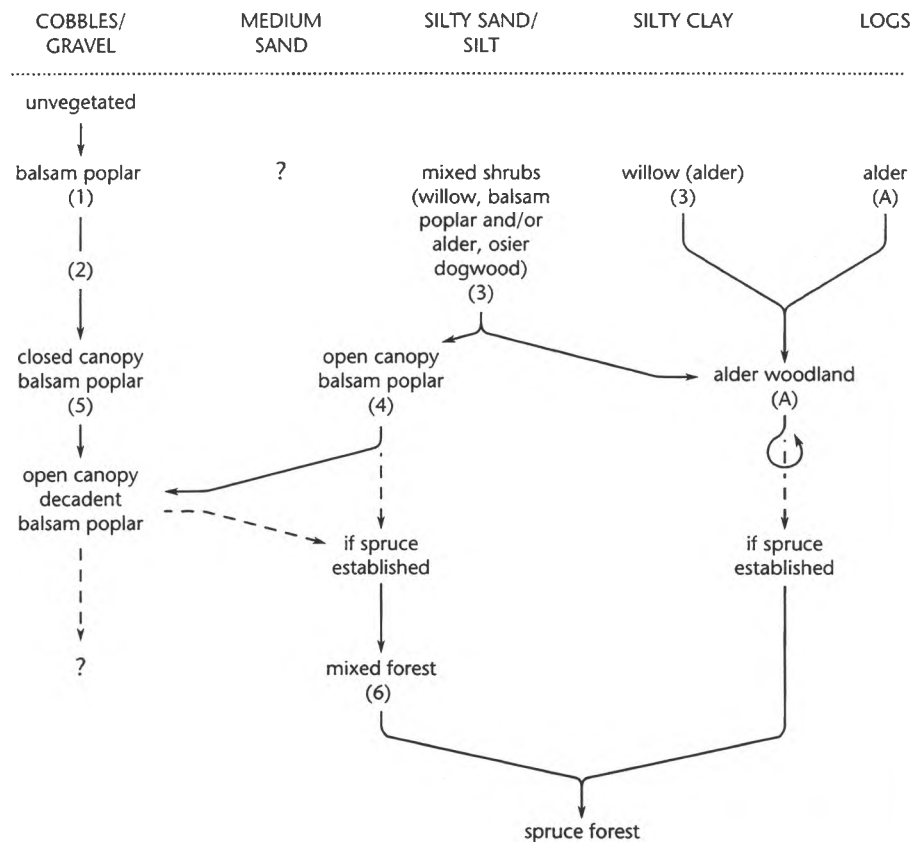 COBBLES/
GRAVEL
MEDIUM
SAND
SILTY SAND/
SILT
SILTY CLAY
LOGS
unvegetated
balsam poplar
(1)
?
mixed shrubs
(willow, balsam
poplar and/or
alder, osier
dogwood)
(3)
willow (alder)
(3)
alder
(A)
(2)
closed canopy
balsam poplar
(5)
open canopy
balsam poplar
(4)
alder woodland
(A)
open canopy
decadent
balsam poplar
if spruce
established
if spruce
established
?
mixed forest
(6)
spruce forest